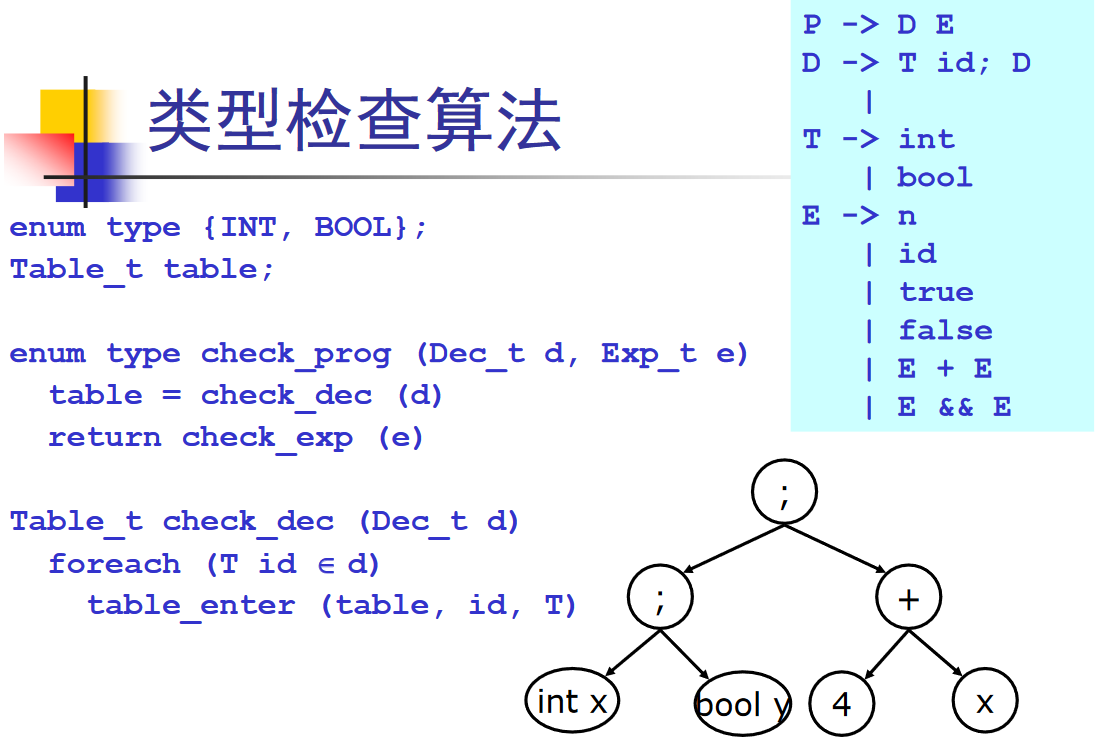 类型检查算法
P -> D E
D -> T id; D
|
T -> int
| bool
E -> n
| id
| true
| false
| E + E
| E && E
enum type {INT, BOOL};
Table_t table;
enum type check_prog (Dec_t d, Exp_t e)
table = check_dec (d)
return check_exp (e)
Table_t check_dec (Dec_t d)
foreach (T id ∈ d)
table_enter (table, id, T)
;
;
+
int x
bool y
4
x